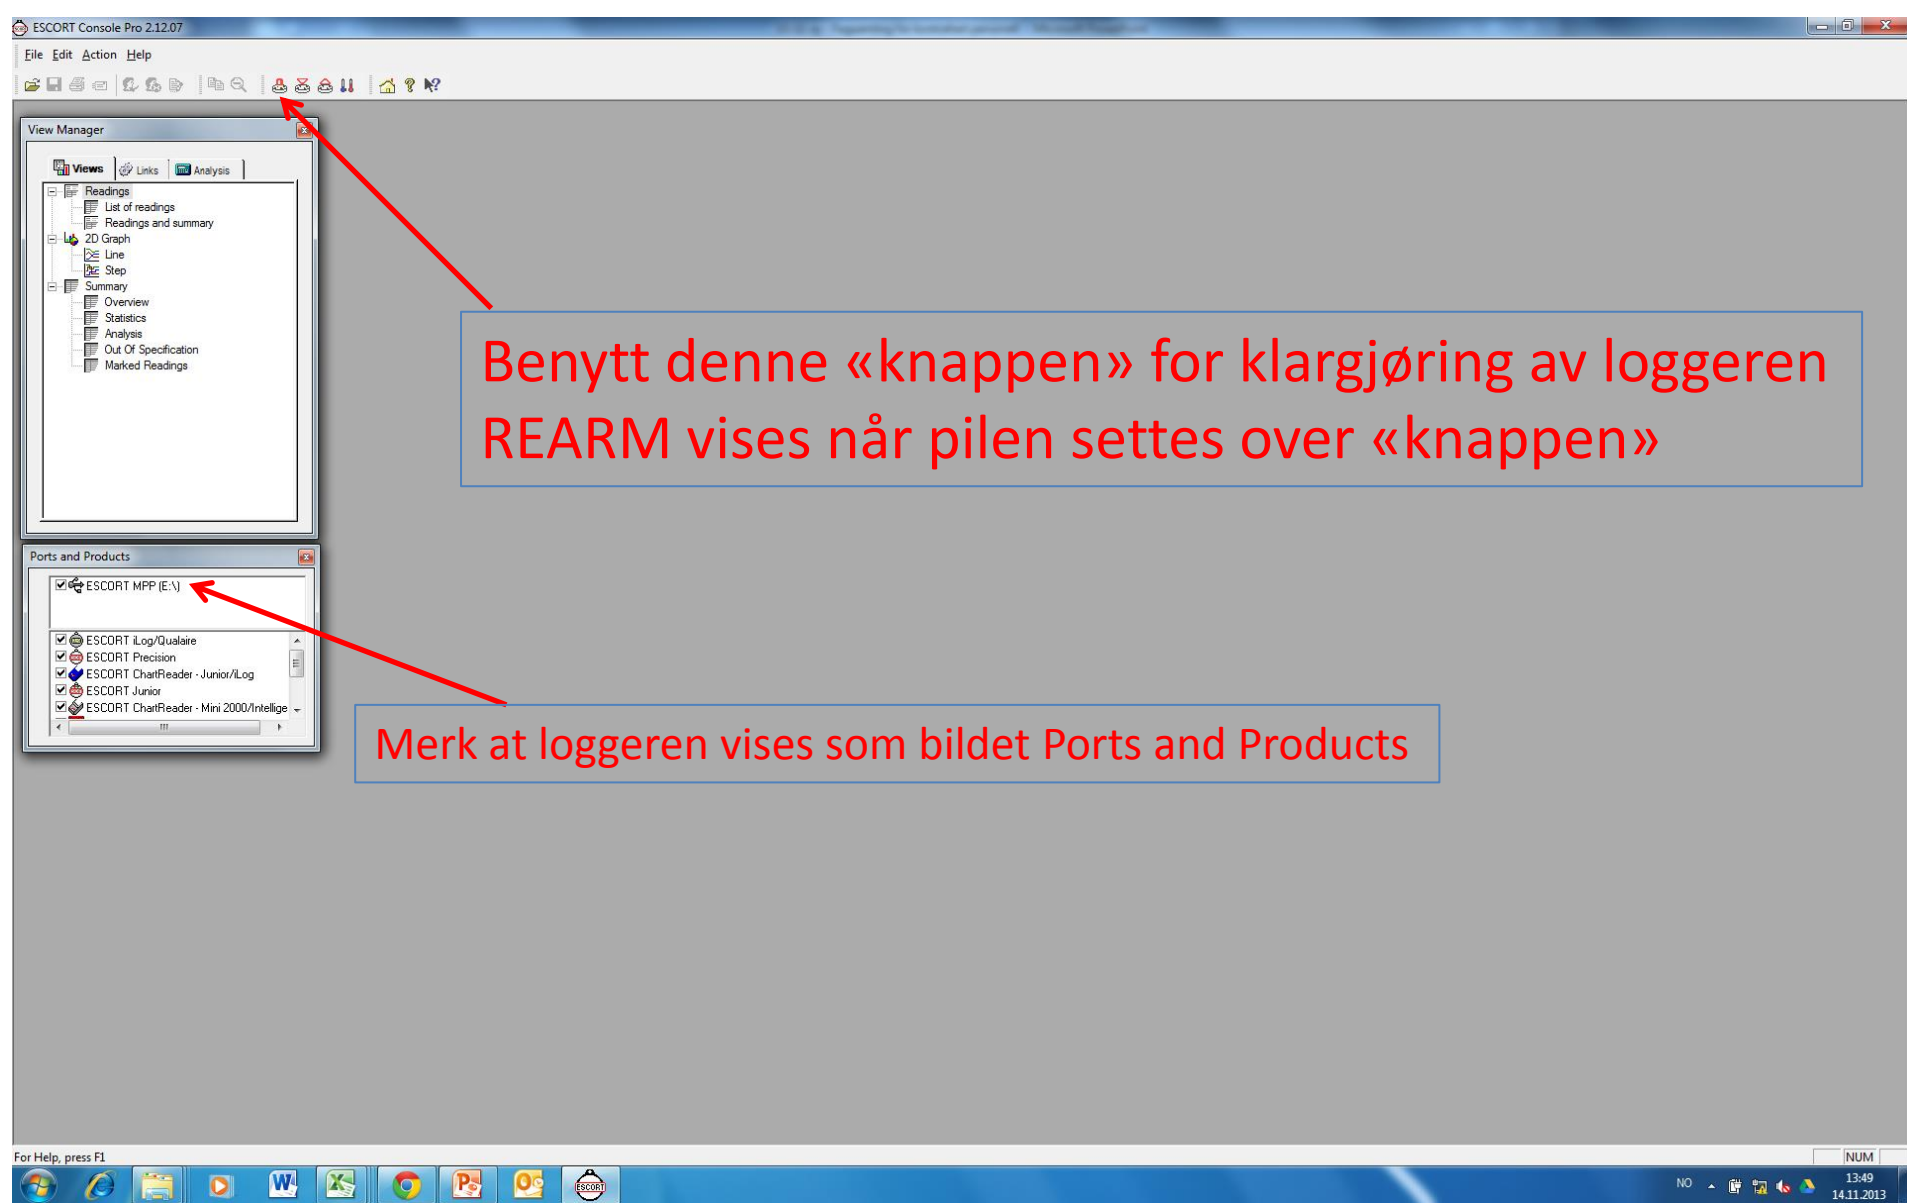 ESCORT Console Pro 2.12.07
File Edit Action Help
View Manager
Views Links Analysis
Readings
List of readings
Readings and summary
2D Graph
Line
Step
Summary
Overview
Statistics
Analysis
Out Of Specification
Marked Readings
Benytt denne «knappen» for klargjøring av loggeren
REARM vises når pilen settes over «knappen»
Ports and Products
ESCORT MPP (E:\)
ESCORT iLog/Qualaire
ESCORT Precision
ESCORT ChartReader - Junior/iLog
ESCORT Junior
ESCORT ChartReader - Mini 2000/Intellige
Merk at loggeren vises som bildet Ports and Products
For Help, press F1
NUM
ESCORT
NO
13:49
14.11.2013